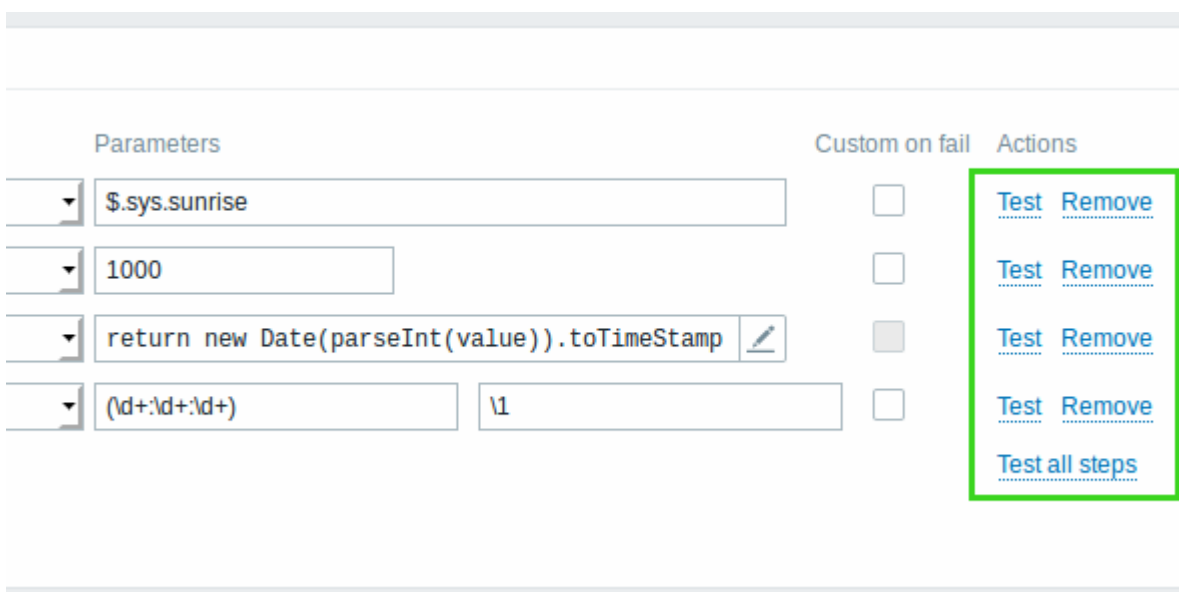 Parameters Custom on fail Actions
$.sys.sunrise Test Remove
1000 Test Remove
return new Date(parseInt(value)).toTimeStamp Test Remove
(\d+:\d+:\d+) \1 Test Remove
Test all steps